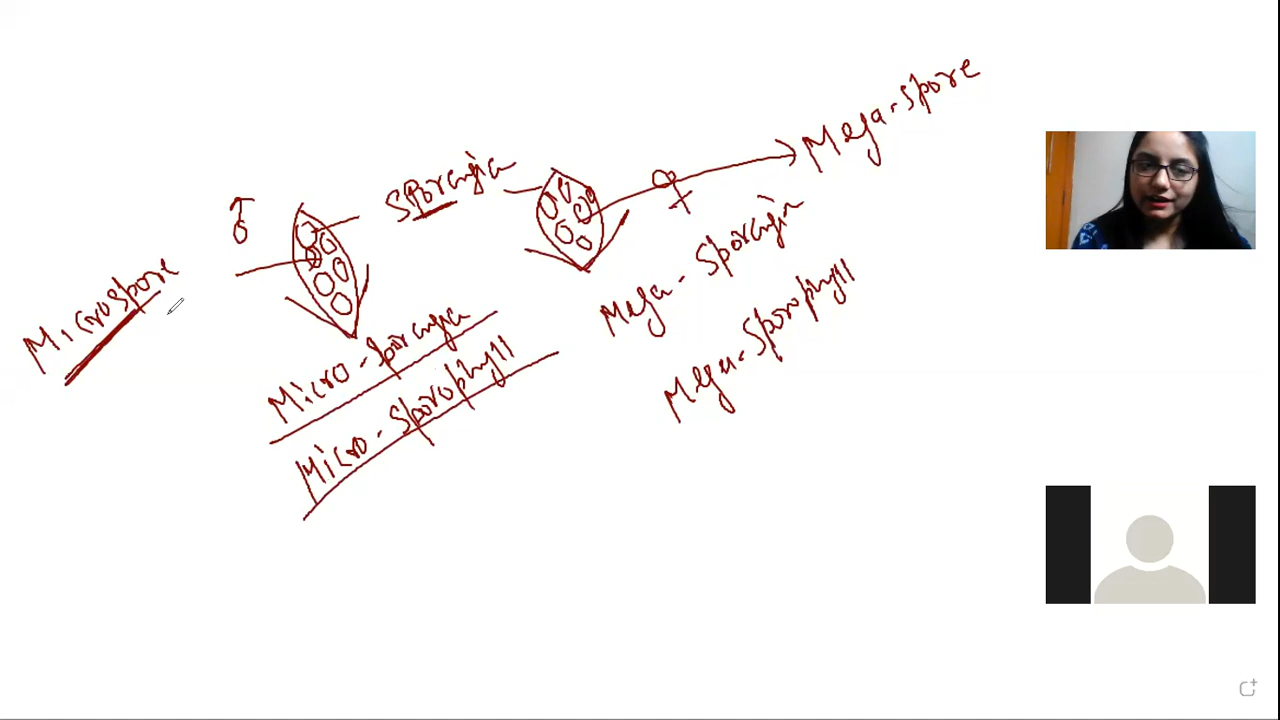 Mega-spore
Sporangia
Mega-Sporangia
Microspore
Mega-Sporophyll
Micro-Sporangia
Micro-Sporophyll